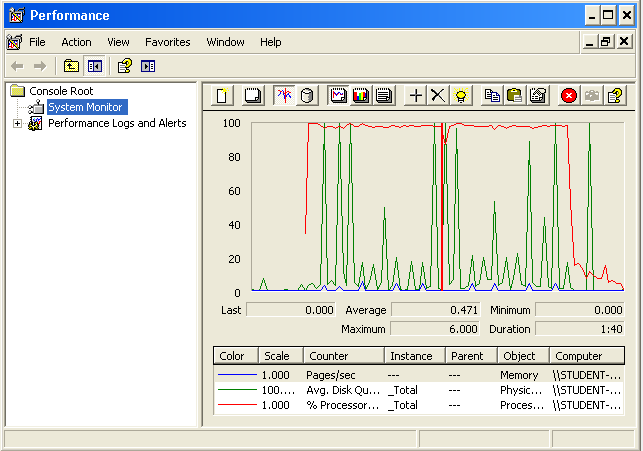 Performance
File Action View Favorites Window Help
Console Root
System Monitor
Performance Logs and Alerts
100
80
60
40
20
0
Last 0.000 Average 0.471 Minimum 0.000
Maximum 6.000 Duration 1:40
Color Scale Counter Instance Parent Object Computer
1.000 Pages/sec --- --- Memory \\STUDENT-...
100.... Avg. Disk Qu... _Total --- Physic... \\STUDENT-...
1.000 % Processor... _Total --- Proces... \\STUDENT-...